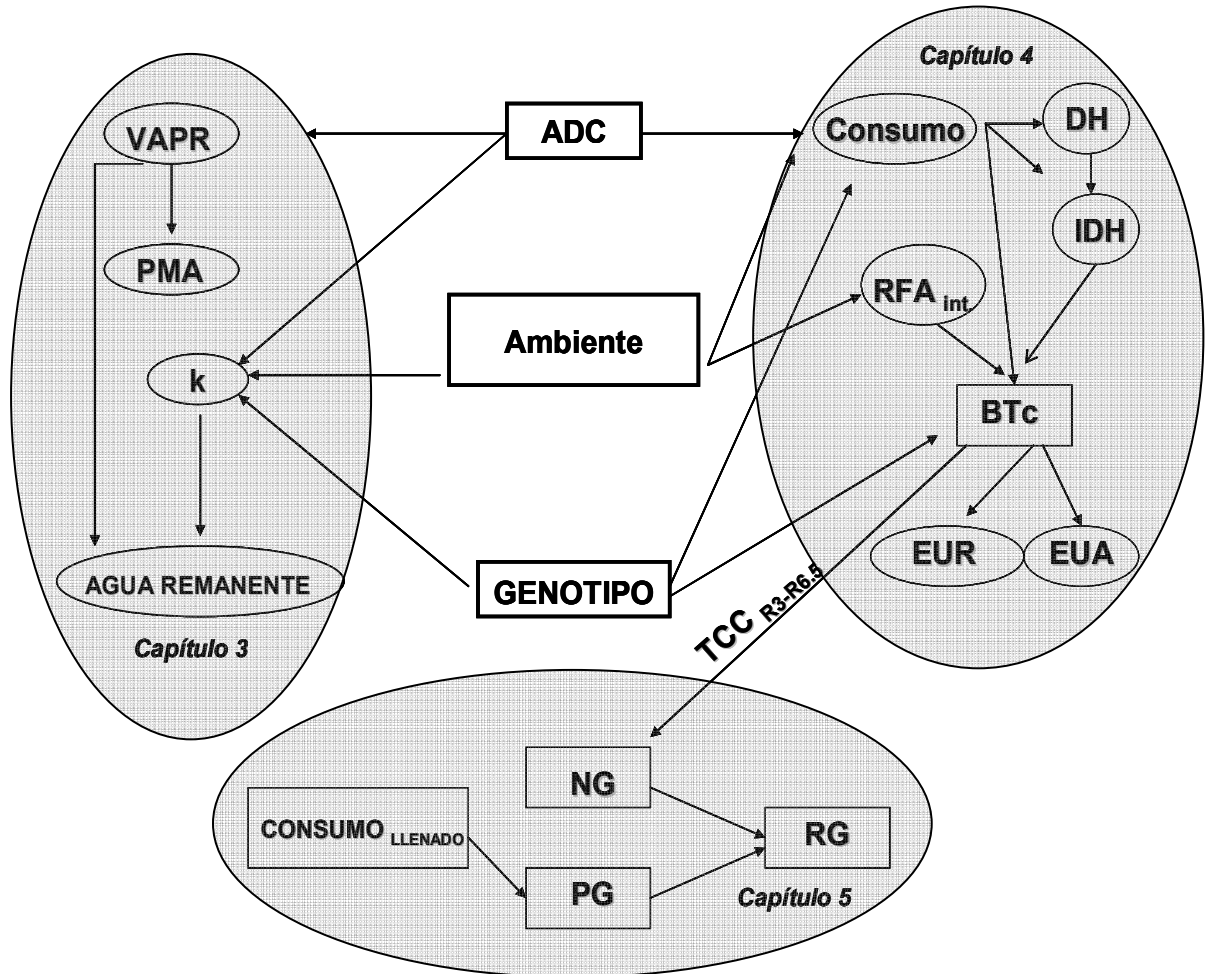 Capítulo 4
VAPR
ADC
Consumo
DH
IDH
PMA
RFA int.
Ambiente
k
BTc
EUR
EUA
AGUA REMANENTE
GENOTIPO
Capítulo 3
TCC R3-R6.5
NG
CONSUMO LLENADO
RG
PG
Capítulo 5